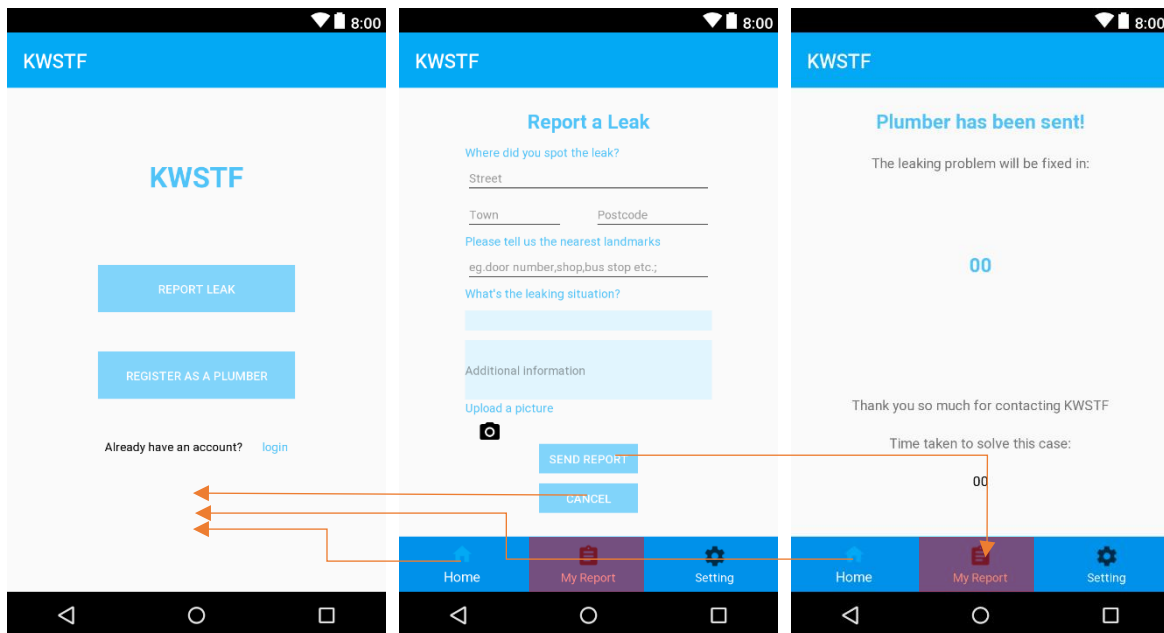 8:00
KWSTF
KWSTF
REPORT LEAK
REGISTER AS A PLUMBER
Already have an account? login
8:00
KWSTF
Report a Leak
Where did you spot the leak?
Street
Town Postcode
Please tell us the nearest landmarks
eg.door number,shop,bus stop etc.;
What's the leaking situation?
Additional information
Upload a picture
SEND REPORT
CANCEL
Home My Report Setting
8:00
KWSTF
Plumber has been sent!
The leaking problem will be fixed in:
00
Thank you so much for contacting KWSTF
Time taken to solve this case:
00
Home My Report Setting